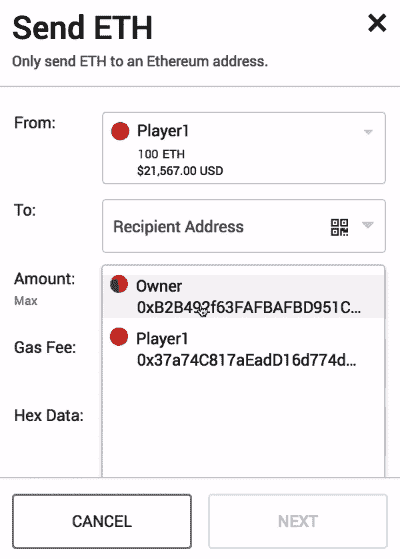 Send ETH
Only send ETH to an Ethereum address.
From:
Player1
100 ETH
$21,567.00 USD
To:
Recipient Address
Amount:
Max
Owner
0xB2B492f63FAFBAFBD951C...
Gas Fee:
Player1
0x37a74C817aEadD16d774d...
Hex Data:
CANCEL
NEXT